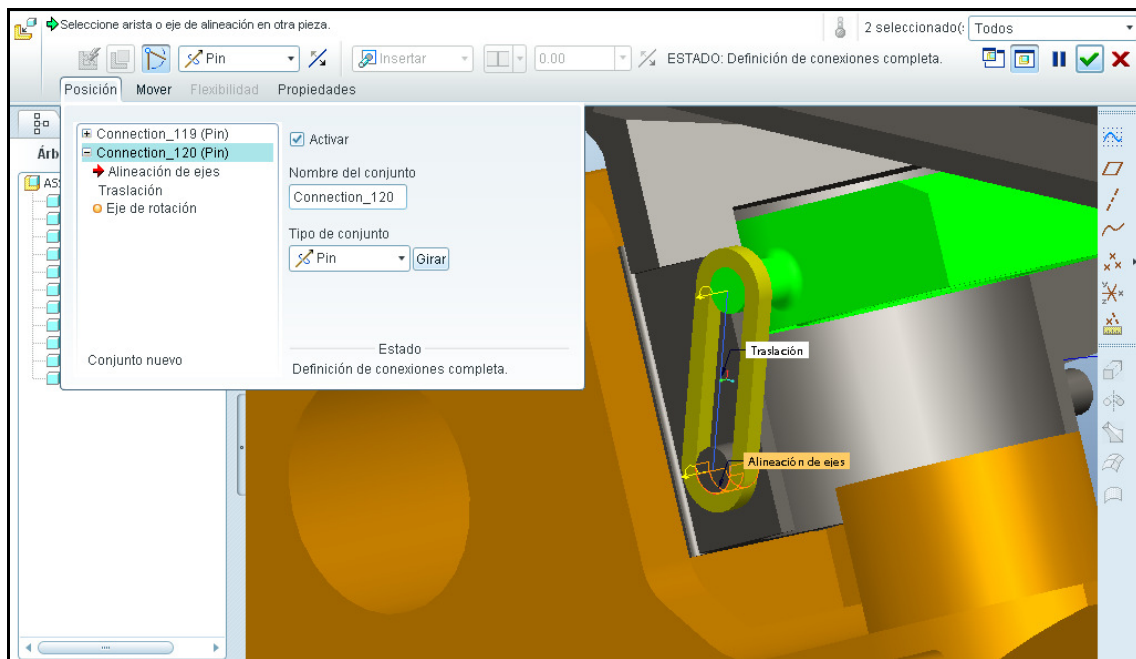 Seleccione arista o eje de alineación en otra pieza.
2 seleccionado(:
Todos
Pin
Insertar
0.00
ESTADO: Definición de conexiones completa.
Posición
Mover
Flexibilidad
Propiedades
Árb
ASS
Connection_119 (Pin)
Connection_120 (Pin)
Alineación de ejes
Traslación
Eje de rotación
Conjunto nuevo
Activar
Nombre del conjunto
Connection_120
Tipo de conjunto
Pin
Girar
Estado
Definición de conexiones completa.
Traslación
Alineación de ejes